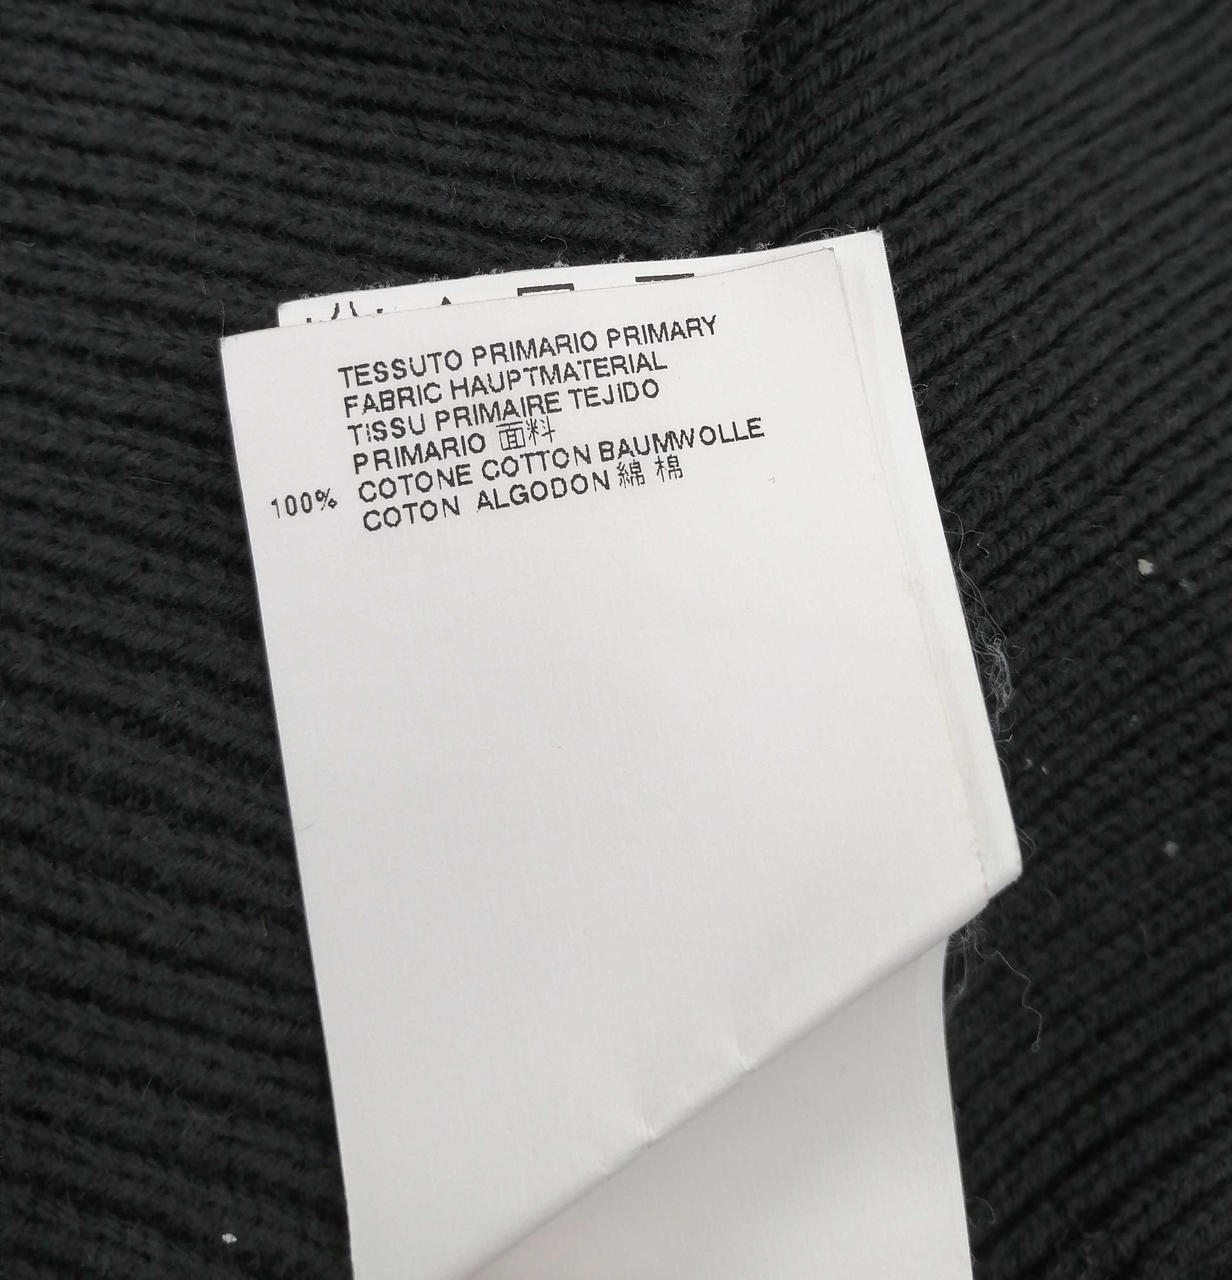 TESSUTO PRIMARIO PRIMARY
FABRIC HAUPTMATERIAL
TISSU PRIMAIRE TEJIDO
PRIMARIO 面料
100% COTONE COTTON BAUMWOLLE
COTON ALGODON 綿 棉